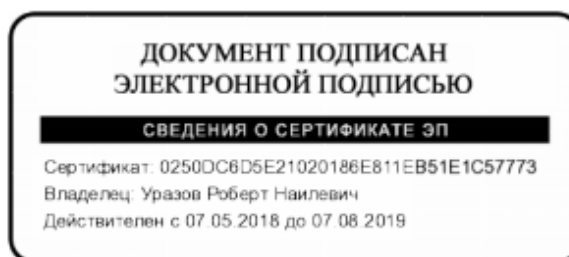 ДОКУМЕНТ ПОДПИСАН
ЭЛЕКТРОННОЙ ПОДПИСЬЮ
СВЕДЕНИЯ О СЕРТИФИКАТЕ ЭП
Сертификат: 0250DC6D5E21020186E811EB51E1C57773
Владелец: Уразов Роберт Наилевич
Действителен с 07.05.2018 до 07.08.2019